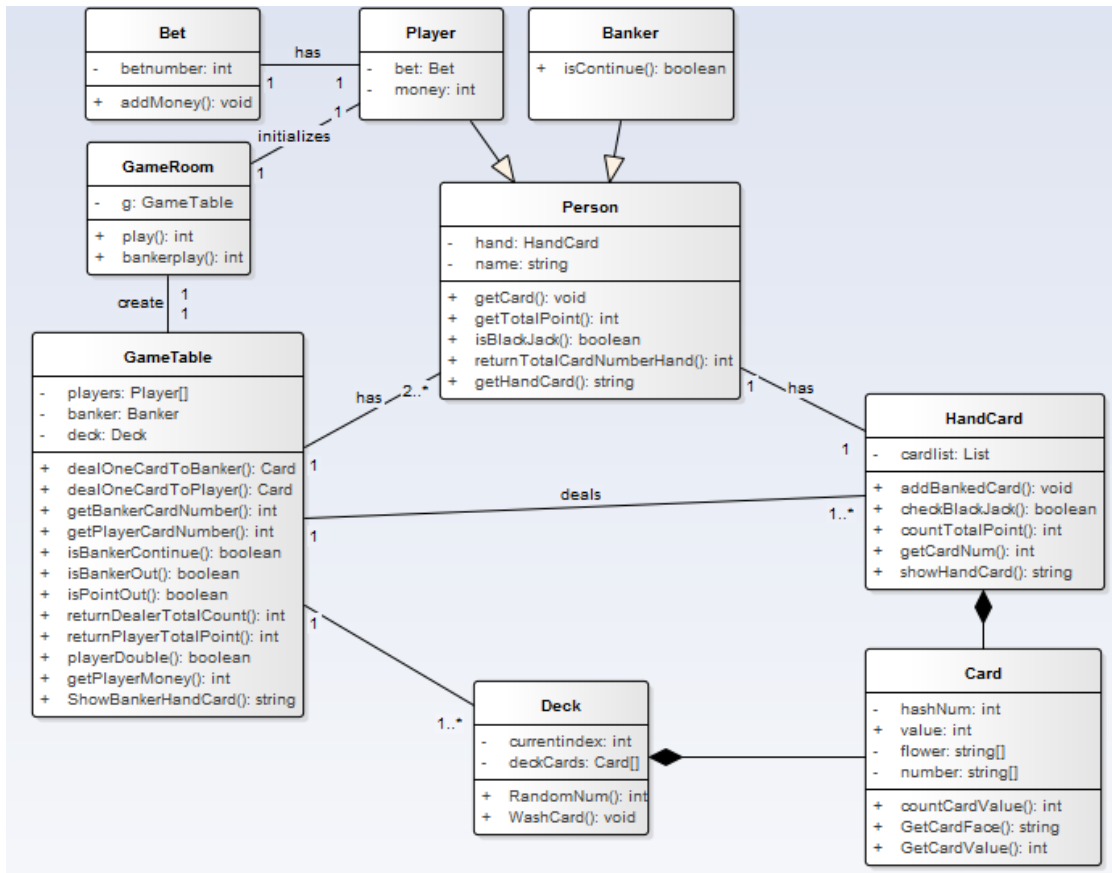 Bet
- betnumber: int
+ addMoney(): void
has
1
1
Player
- bet: Bet
- money: int
Banker
+ isContinue(): boolean
1
initializes
1
GameRoom
- g: GameTable
+ play(): int
+ bankerplay(): int
Person
- hand: HandCard
- name: string
+ getCard(): void
+ getTotalPoint(): int
+ isBlackJack(): boolean
+ returnTotalCardNumberHand(): int
+ getHandCard(): string
create
1
1
GameTable
- players: Player[]
- banker: Banker
- deck: Deck
+ dealOneCardToBanker(): Card
+ dealOneCardToPlayer(): Card
+ getBankerCardNumber(): int
+ getPlayerCardNumber(): int
+ isBankerContinue(): boolean
+ isBankerOut(): boolean
+ isPointOut(): boolean
+ returnDealerTotalCount(): int
+ returnPlayerTotalPoint(): int
+ playerDouble(): boolean
+ getPlayerMoney(): int
+ ShowBankerHandCard(): string
has
2..*
1
1
has
1
HandCard
- cardlist: List
+ addBankedCard(): void
+ checkBlackJack(): boolean
+ countTotalPoint(): int
+ getCardNum(): int
+ showHandCard(): string
deals
1
1..*
1
1..*
Deck
- currentindex: int
- deckCards: Card[]
+ RandomNum(): int
+ WashCard(): void
Card
- hashNum: int
+ value: int
- flower: string[]
- number: string[]
+ countCardValue(): int
+ GetCardFace(): string
+ GetCardValue(): int